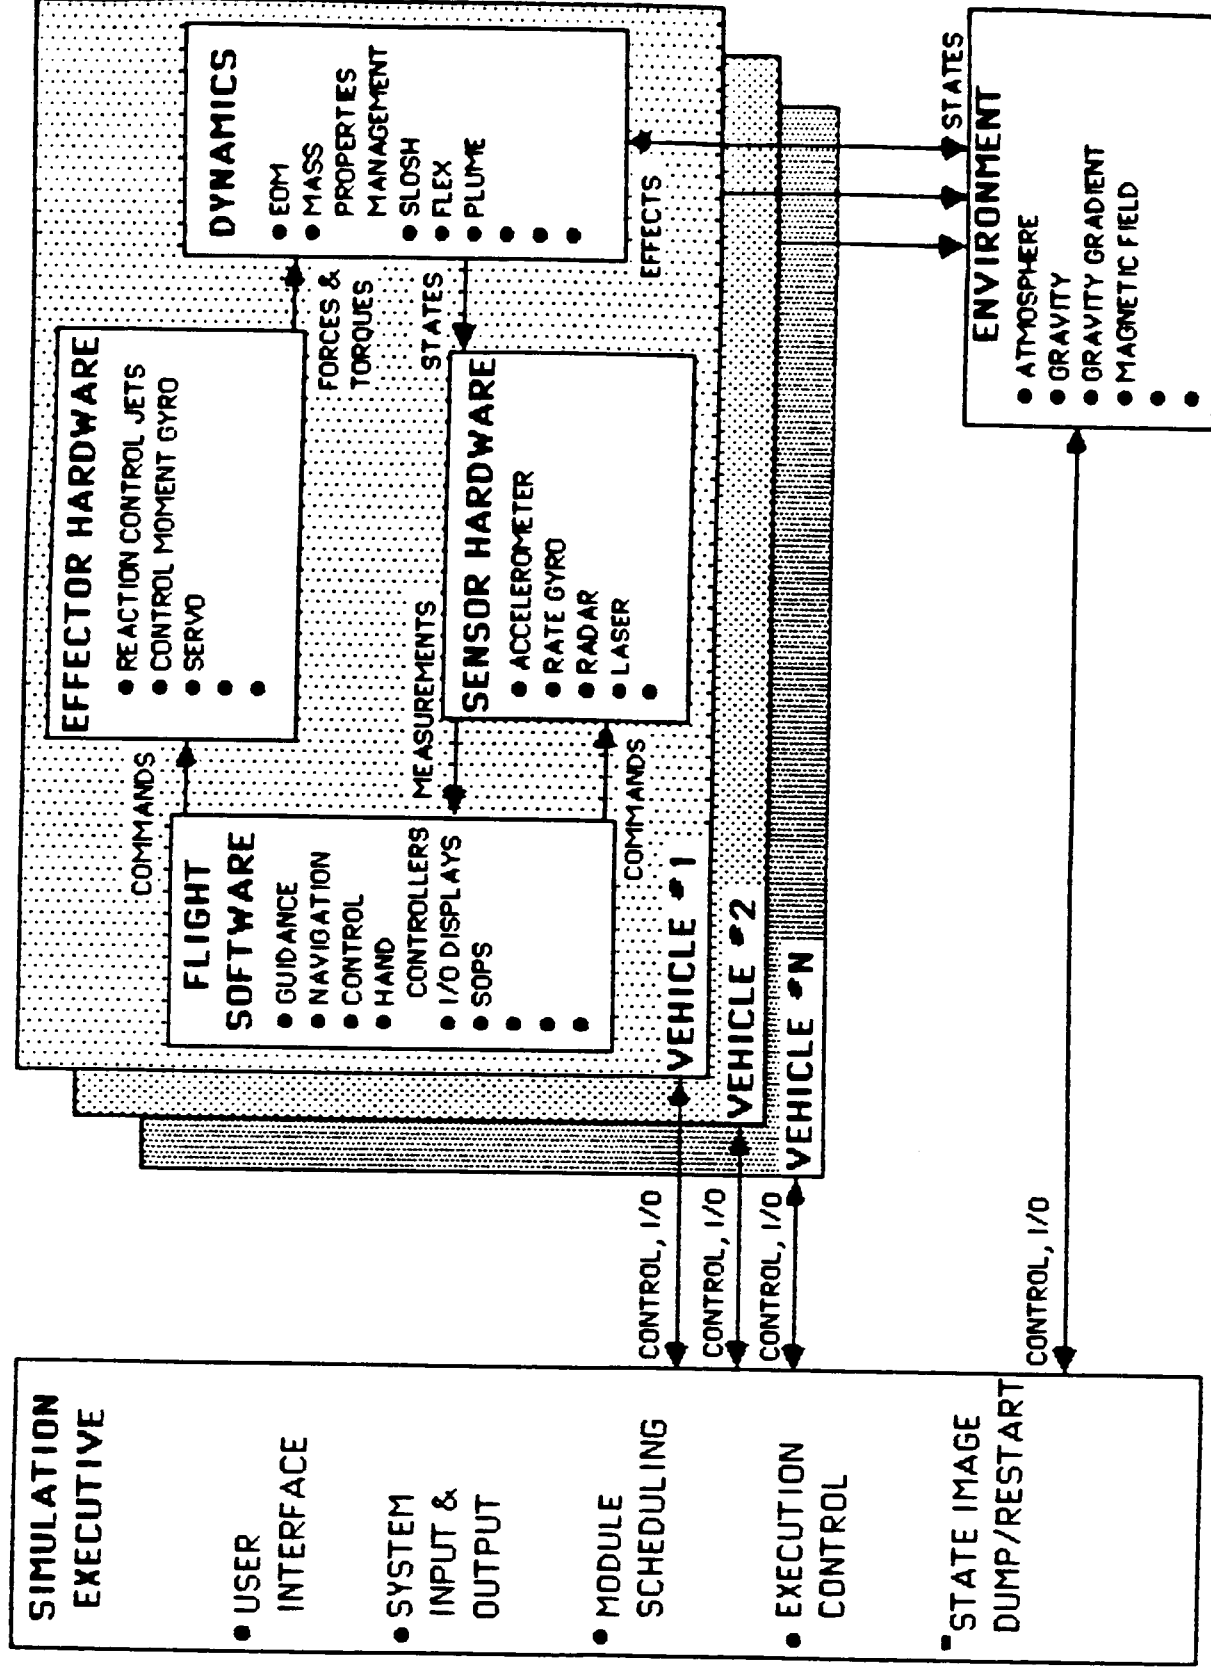 SIMULATION
EXECUTIVE
● USER
INTERFACE
● SYSTEM
INPUT &
OUTPUT
● MODULE
SCHEDULING
● EXECUTION
CONTROL
STATE IMAGE
DUMP/RESTART
CONTROL, I/O
CONTROL, I/O
CONTROL, I/O
CONTROL, I/O
FLIGHT
SOFTWARE
● GUIDANCE
● NAVIGATION
● CONTROL
● HAND
CONTROLLERS
● I/O DISPLAYS
● SOPS
●
●
●
COMMANDS
MEASUREMENTS
COMMANDS
EFFECTOR HARDWARE
● REACTION CONTROL JETS
● CONTROL MOMENT GYRO
● SERVO
●
●
SENSOR HARDWARE
● ACCELEROMETER
● RATE GYRO
● RADAR
● LASER
●
FORCES &
TORQUES
STATES
DYNAMICS
● EOM
● MASS
PROPERTIES
MANAGEMENT
● SLOSH
● FLEX
● PLUME
●
●
●
VEHICLE #1
VEHICLE #2
VEHICLE #N
EFFECTS
STATES
ENVIRONMENT
● ATMOSPHERE
● GRAVITY
● GRAVITY GRADIENT
● MAGNETIC FIELD
●
●